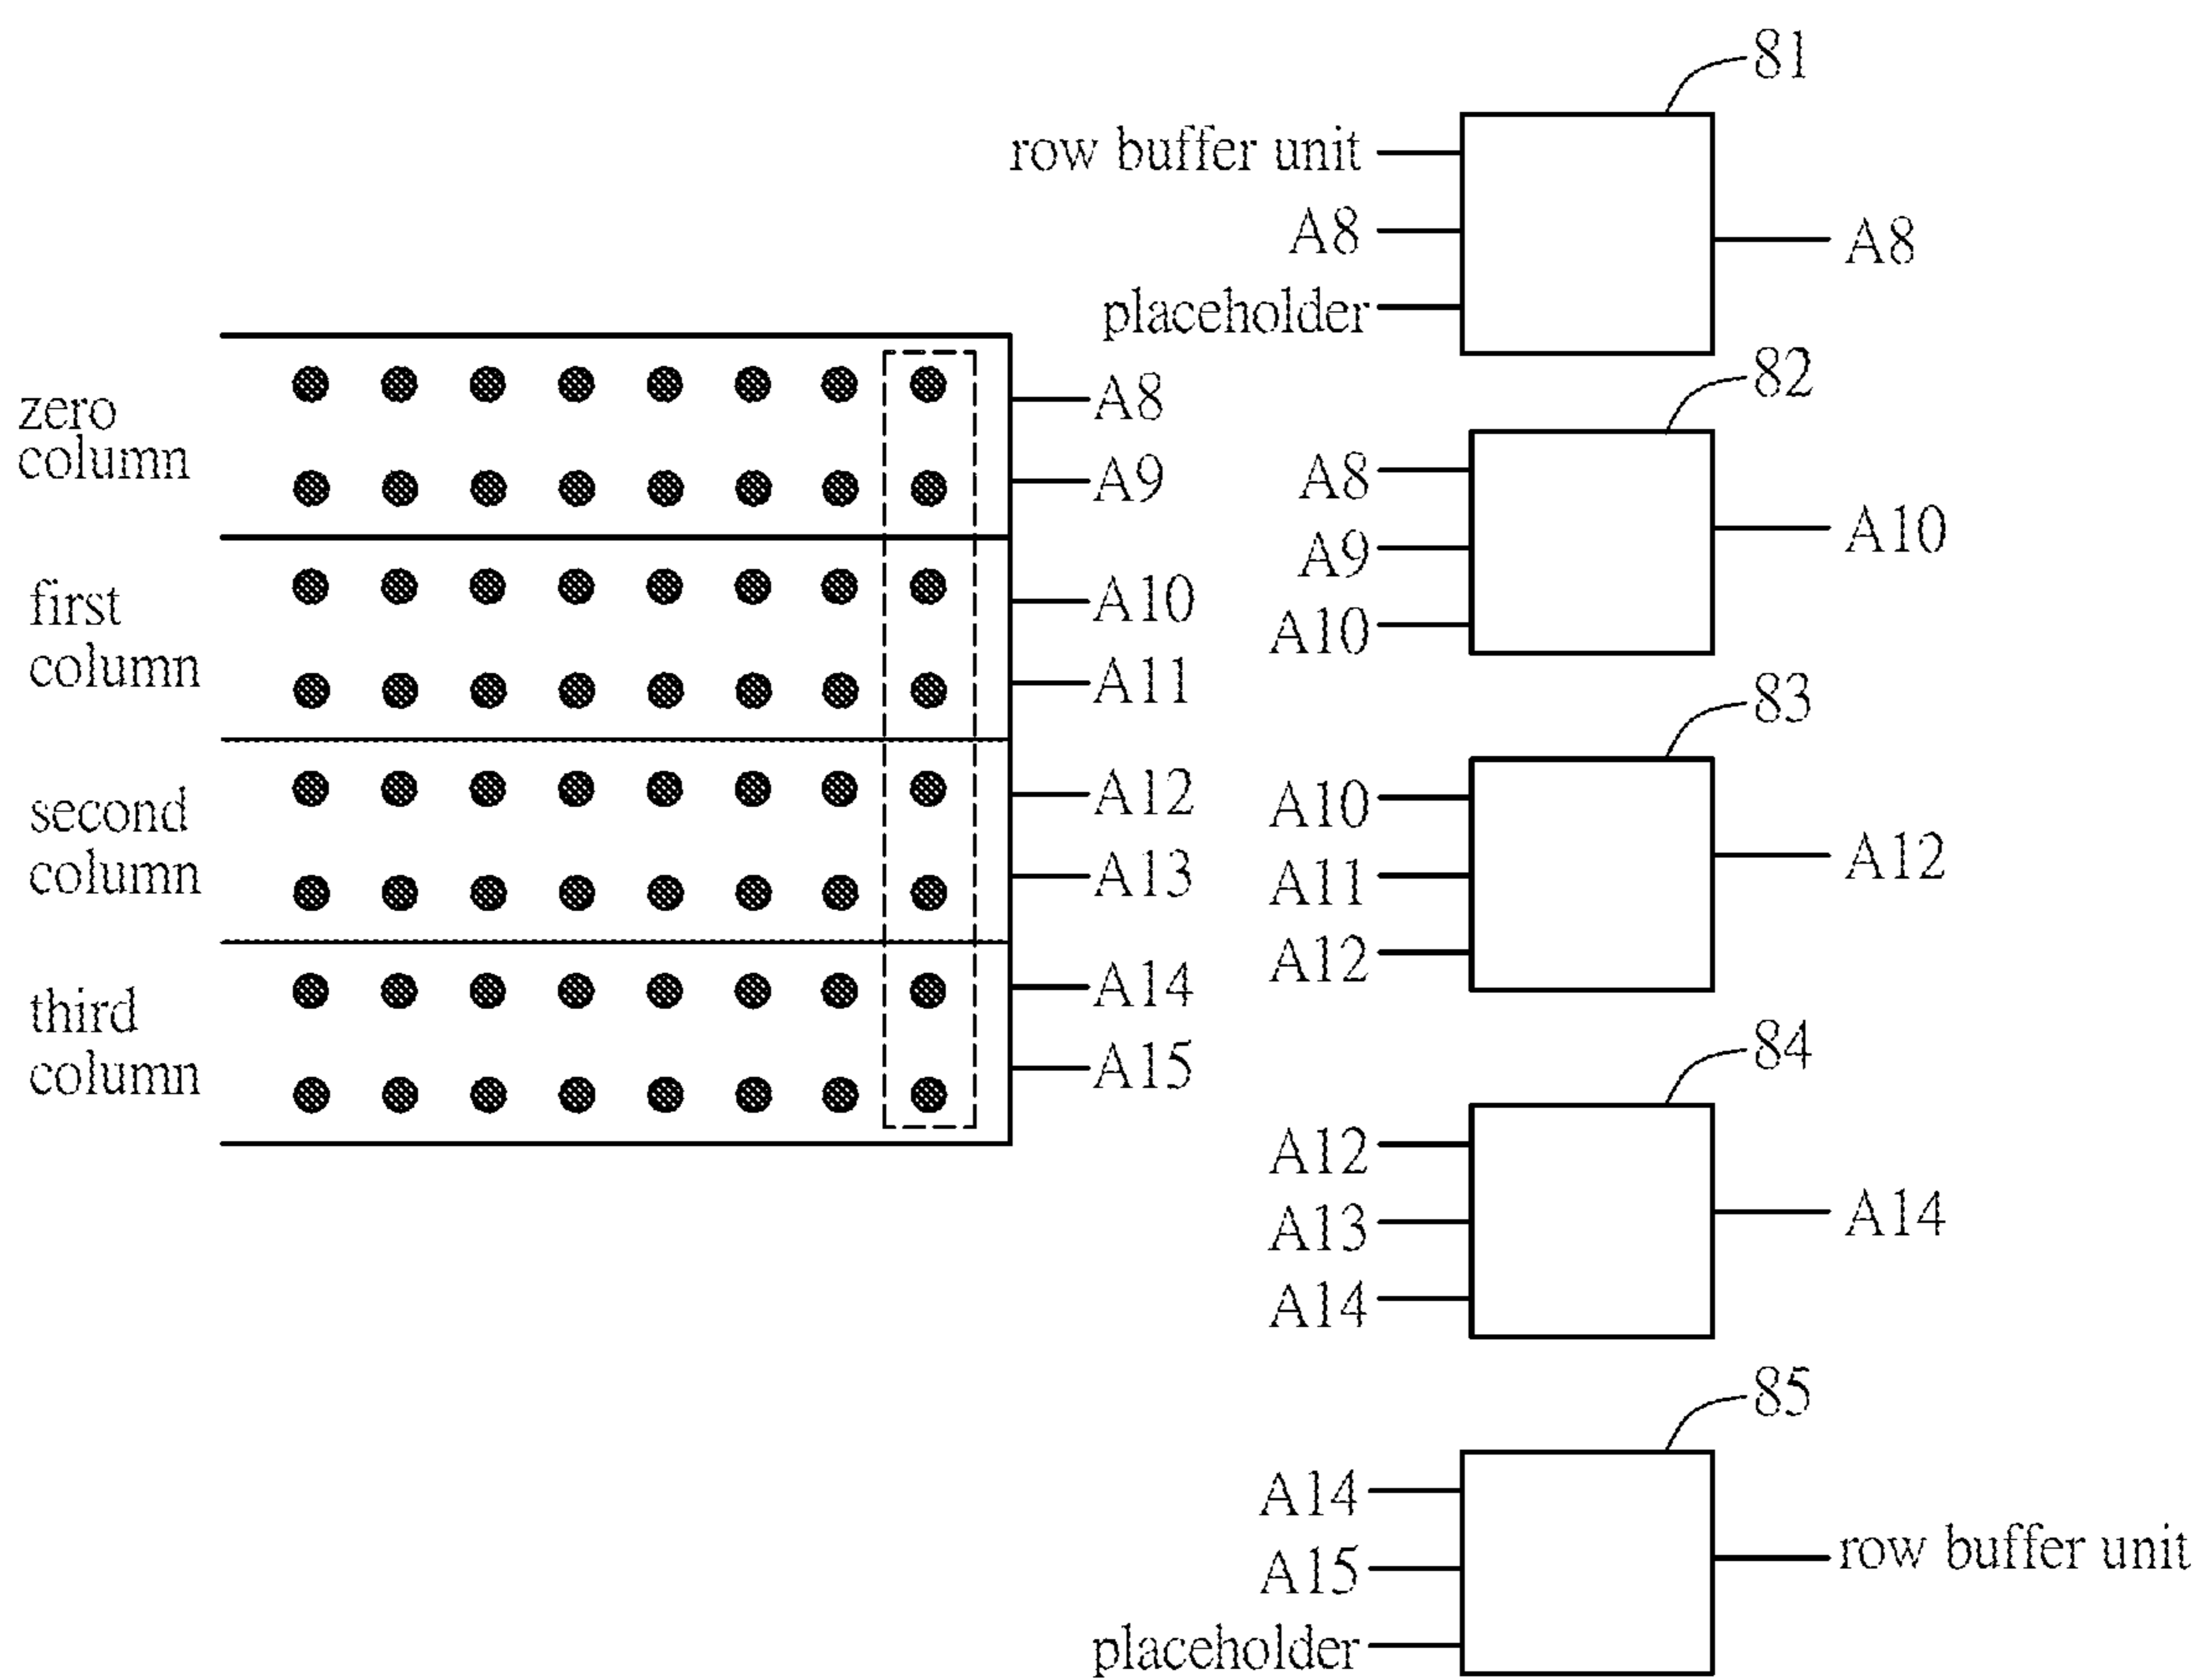 zero
column
first
column
second
column
third
column
A8
A9
A10
A11
A12
A13
A14
A15
81
row buffer unit
A8
placeholder
A8
82
A8
A9
A10
A10
83
A10
A11
A12
A12
84
A12
A13
A14
A14
85
A14
A15
placeholder
row buffer unit